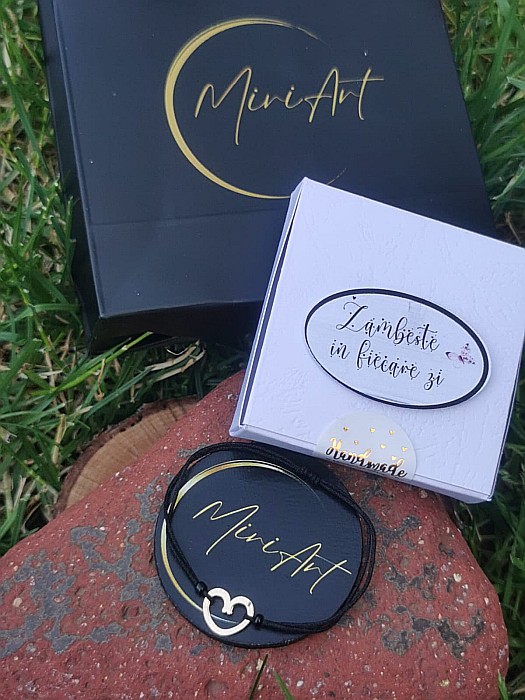 MiniArt
Zâmbește
în fiecare zi
Handmade
MiniArt